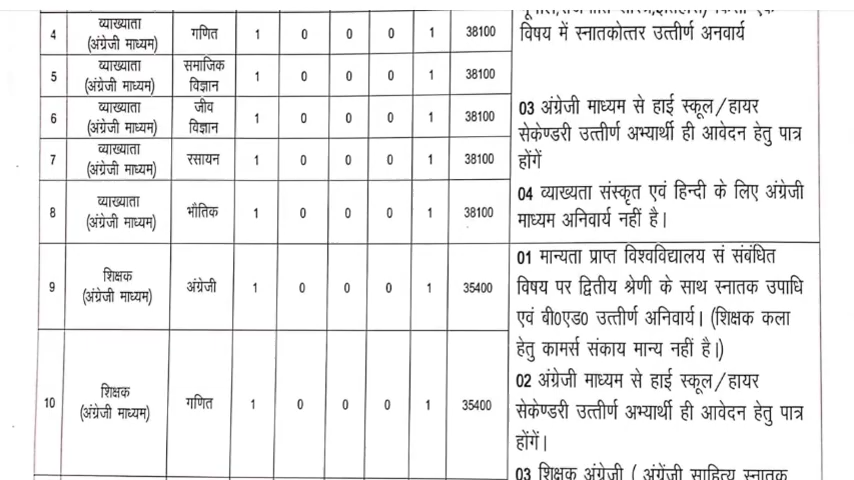 4 व्याख्याता (अंग्रेजी माध्यम) गणित 1 0 0 0 1 38100
5 व्याख्याता (अंग्रेजी माध्यम) समाजिक विज्ञान 1 0 0 0 1 38100
6 व्याख्याता (अंग्रेजी माध्यम) जीव विज्ञान 1 0 0 0 1 38100
7 व्याख्याता (अंग्रेजी माध्यम) रसायन 1 0 0 0 1 38100
8 व्याख्याता (अंग्रेजी माध्यम) भौतिक 1 0 0 0 1 38100
विषय में स्नातकोत्तर उत्तीर्ण अनवार्य
03 अंग्रेजी माध्यम से हाई स्कूल/हायर
सेकेण्डरी उत्तीर्ण अभ्यार्थी ही आवेदन हेतु पात्र
होंगें
04 व्याख्यता संस्कृत एवं हिन्दी के लिए अंग्रेजी
माध्यम अनिवार्य नहीं है।
9 शिक्षक (अंग्रेजी माध्यम) अंग्रेजी 1 0 0 0 1 35400
10 शिक्षक (अंग्रेजी माध्यम) गणित 1 0 0 0 1 35400
01 मान्यता प्राप्त विश्वविद्यालय सं संबंधित
विषय पर द्वितीय श्रेणी के साथ स्नातक उपाधि
एवं बी0एड0 उत्तीर्ण अनिवार्य। (शिक्षक कला
हेतु कामर्स संकाय मान्य नहीं है।)
02 अंग्रेजी माध्यम से हाई स्कूल/हायर
सेकेण्डरी उत्तीर्ण अभ्यार्थी ही आवेदन हेतु पात्र
होंगें।
03 शिक्षक अंग्रेजी ( अंग्रेंजी साहित्य स्नातक